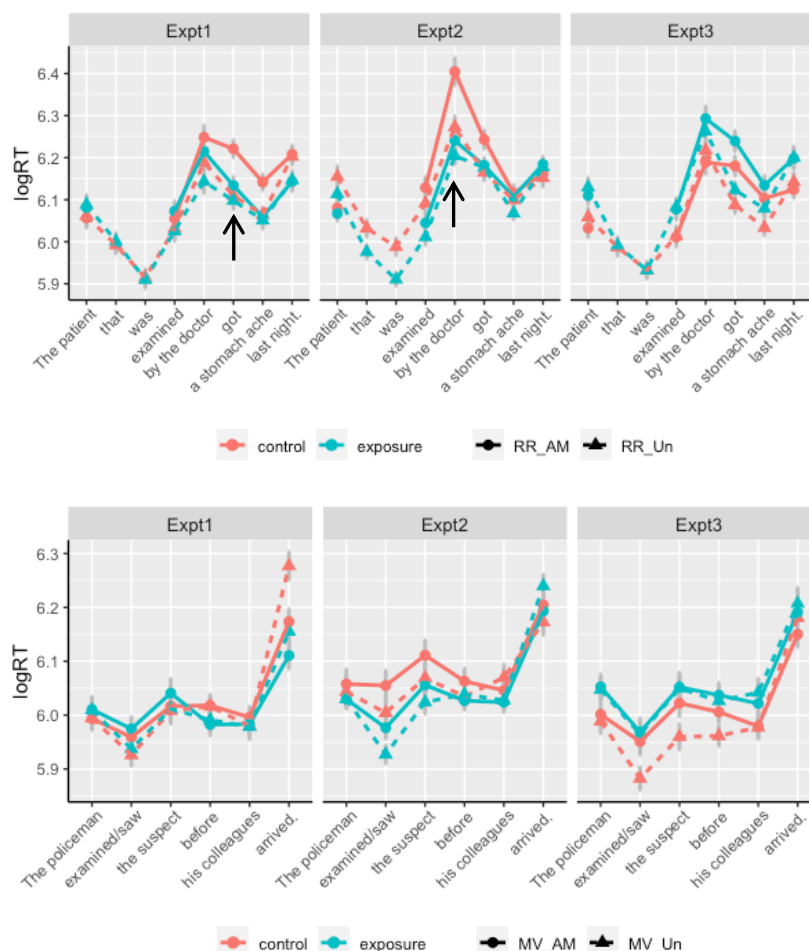 Expt1 Expt2 Expt3
logRT
6.4
6.3
6.2
6.1
6.0
5.9
The patient that was examined by the doctor got a stomach ache last night.
The patient that was examined by the doctor got a stomach ache last night.
The patient that was examined by the doctor got a stomach ache last night.
control exposure RR_AM RR_Un
Expt1 Expt2 Expt3
logRT
6.3
6.2
6.1
6.0
5.9
The policeman examined/saw the suspect before his colleagues arrived.
The policeman examined/saw the suspect before his colleagues arrived.
The policeman examined/saw the suspect before his colleagues arrived.
control exposure MV_AM MV_Un